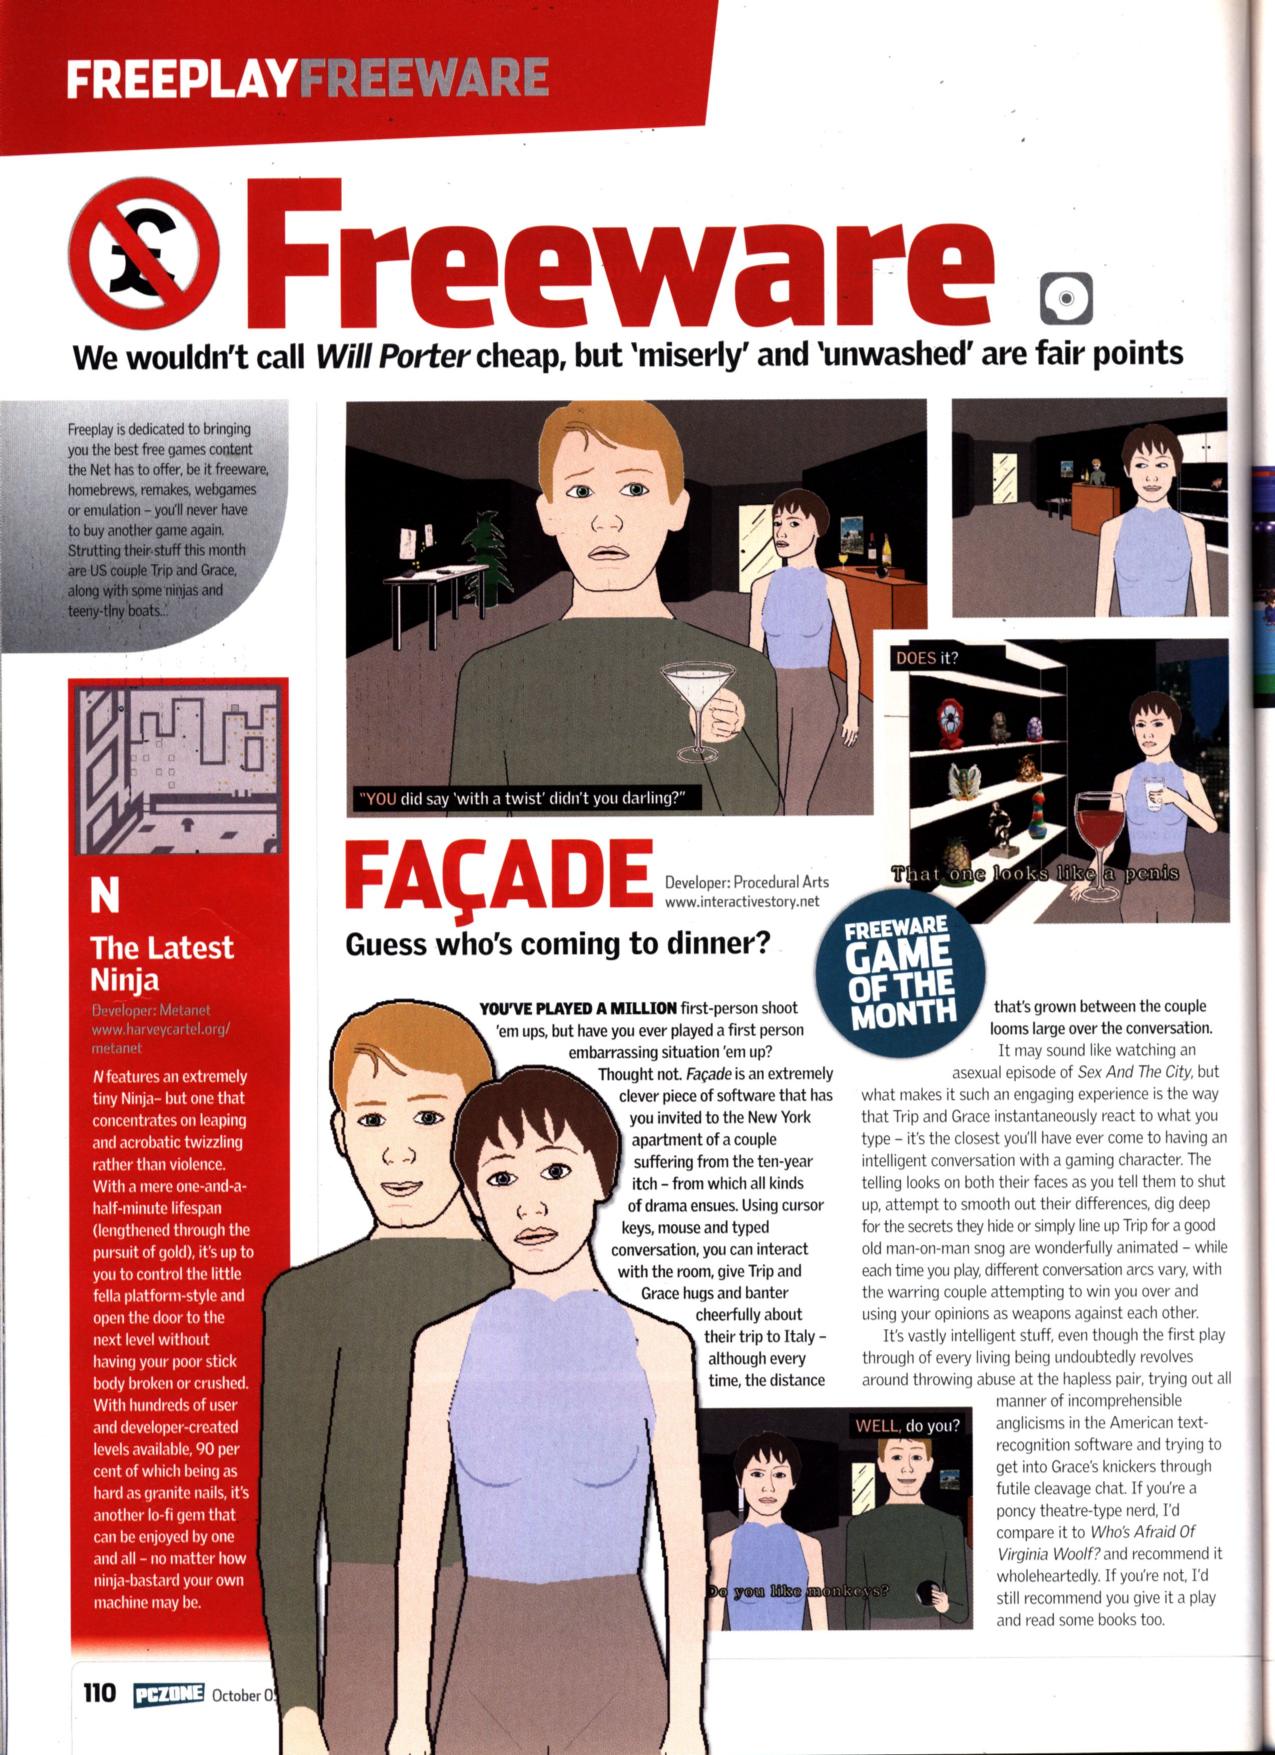 FREEPLAYFREEWARE
£ Freeware
We wouldn't call Will Porter cheap, but 'miserly' and 'unwashed' are fair points
Freeplay is dedicated to bringing
you the best free games content
the Net has to offer, be it freeware,
homebrews, remakes, webgames
or emulation – you'll never have
to buy another game again.
Strutting their stuff this month
are US couple Trip and Grace,
along with some ninjas and
teeny-tiny boats...
N
The Latest
Ninja
Developer: Metanet
www.harveycartel.org/
metanet
N features an extremely
tiny Ninja– but one that
concentrates on leaping
and acrobatic twizzling
rather than violence.
With a mere one-and-a-
half-minute lifespan
(lengthened through the
pursuit of gold), it's up to
you to control the little
fella platform-style and
open the door to the
next level without
having your poor stick
body broken or crushed.
With hundreds of user
and developer-created
levels available, 90 per
cent of which being as
hard as granite nails, it's
another lo-fi gem that
can be enjoyed by one
and all – no matter how
ninja-bastard your own
machine may be.
"YOU did say 'with a twist' didn't you darling?"
DOES it?
That one looks like a penis
FAÇADE
Developer: Procedural Arts
www.interactivestory.net
Guess who's coming to dinner?
FREEWARE
GAME
OF THE
MONTH
YOU'VE PLAYED A MILLION first-person shoot
'em ups, but have you ever played a first person
embarrassing situation 'em up?
Thought not. Façade is an extremely
clever piece of software that has
you invited to the New York
apartment of a couple
suffering from the ten-year
itch – from which all kinds
of drama ensues. Using cursor
keys, mouse and typed
conversation, you can interact
with the room, give Trip and
Grace hugs and banter
cheerfully about
their trip to Italy –
although every
time, the distance
that's grown between the couple
looms large over the conversation.
It may sound like watching an
asexual episode of Sex And The City, but
what makes it such an engaging experience is the way
that Trip and Grace instantaneously react to what you
type – it's the closest you'll have ever come to having an
intelligent conversation with a gaming character. The
telling looks on both their faces as you tell them to shut
up, attempt to smooth out their differences, dig deep
for the secrets they hide or simply line up Trip for a good
old man-on-man snog are wonderfully animated – while
each time you play, different conversation arcs vary, with
the warring couple attempting to win you over and
using your opinions as weapons against each other.
It's vastly intelligent stuff, even though the first play
through of every living being undoubtedly revolves
around throwing abuse at the hapless pair, trying out all
manner of incomprehensible
anglicisms in the American text-
recognition software and trying to
get into Grace's knickers through
futile cleavage chat. If you're a
poncy theatre-type nerd, I'd
compare it to Who's Afraid Of
Virginia Woolf? and recommend it
wholeheartedly. If you're not, I'd
still recommend you give it a play
and read some books too.
WELL, do you?
Do you like monkeys?
110 PCZONE October 0